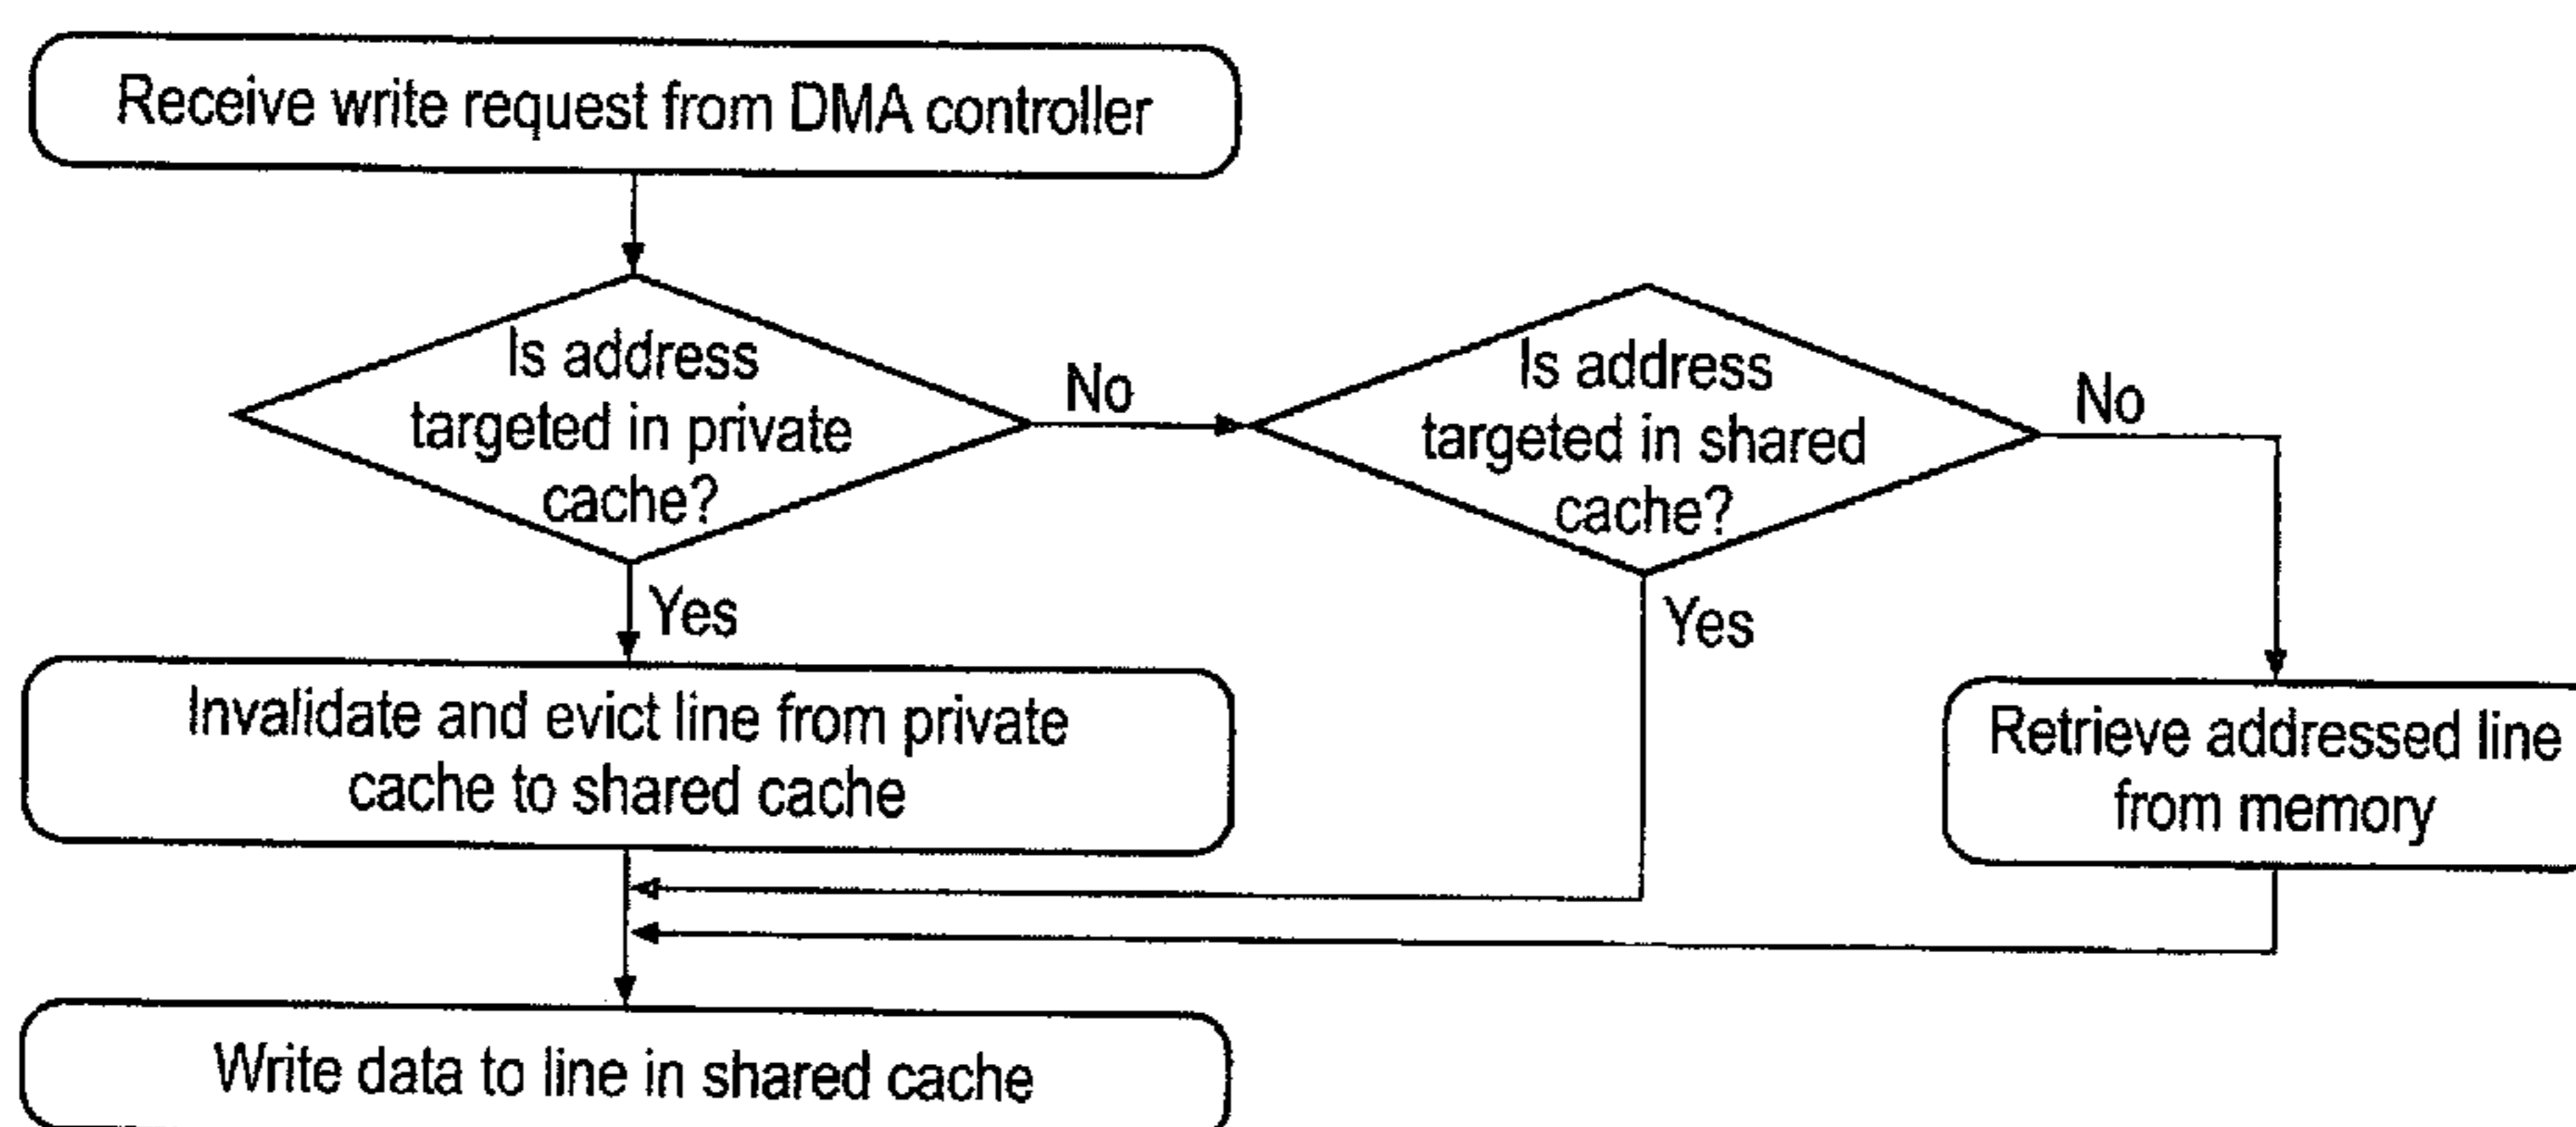 Receive write request from DMA controller
Is address
targeted in private
cache?
No
Is address
targeted in shared
cache?
No
Yes
Yes
Invalidate and evict line from private
cache to shared cache
Retrieve addressed line
from memory
Write data to line in shared cache